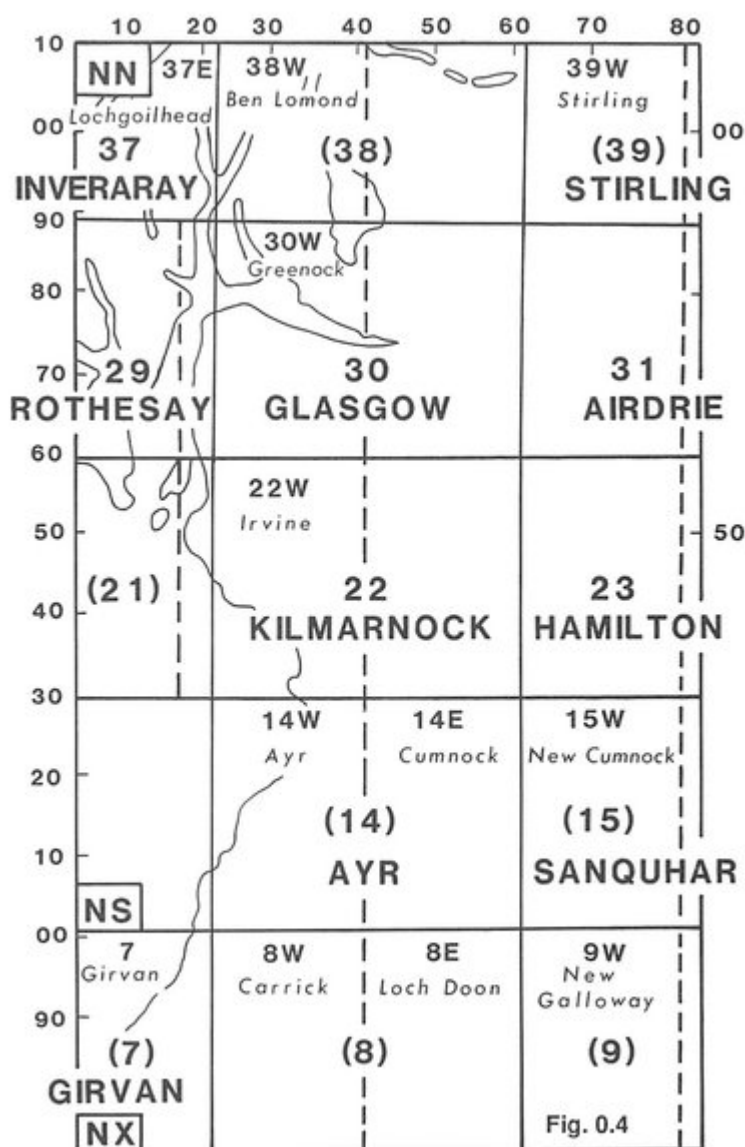 10 10 20 30 40 50 60 70 80
NN 37E 38W 39W
Lochgoilhead Ben Lomond Stirling
00 00
37 (38) (39)
INVERARAY STIRLING
90
30W
Greenock
80
70 29 30 31
ROTHESAY GLASGOW AIRDRIE
60
22W
Irvine
50 50
(21) 22 23
40
KILMARNOCK HAMILTON
30
14W 14E 15W
Ayr Cumnock New Cumnock
20
(14) (15)
10 AYR SANQUHAR
NS
00
7 8W 8E 9W
Girvan Carrick Loch Doon New
Galloway
90
(7) (8) (9)
GIRVAN
NX Fig. 0.4